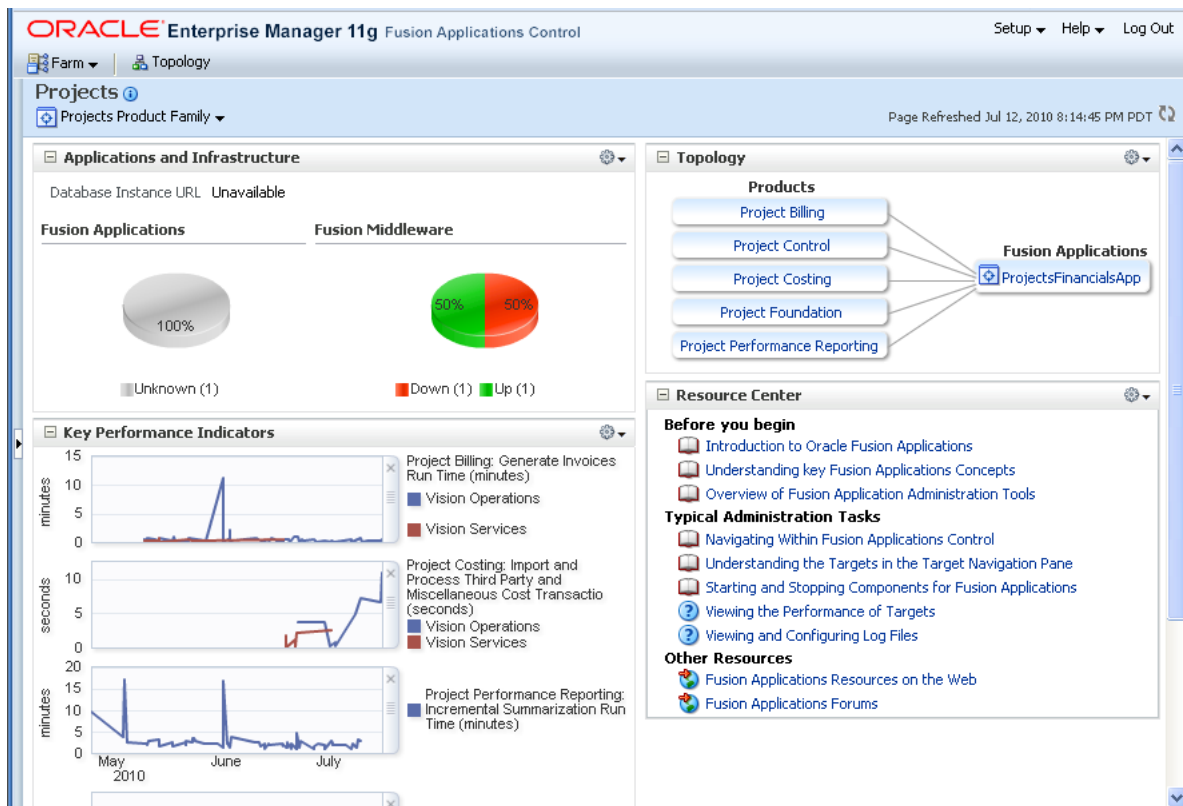 ORACLE Enterprise Manager 11g Fusion Applications Control
Setup Help Log Out
Farm Topology
Projects
Projects Product Family
Page Refreshed Jul 12, 2010 8:14:45 PM PDT
Applications and Infrastructure
Database Instance URL Unavailable
Fusion Applications
Fusion Middleware
100%
50% 50%
Unknown (1)
Down (1) Up (1)
Key Performance Indicators
15
10
5
0
minutes
Project Billing: Generate Invoices
Run Time (minutes)
Vision Operations
Vision Services
10
5
0
seconds
Project Costing: Import and
Process Third Party and
Miscellaneous Cost Transactio
(seconds)
Vision Operations
Vision Services
20
15
10
5
0
minutes
Project Performance Reporting:
Incremental Summarization Run
Time (minutes)
May June July
2010
Topology
Products
Project Billing
Project Control
Project Costing
Project Foundation
Project Performance Reporting
Fusion Applications
ProjectsFinancialsApp
Resource Center
Before you begin
Introduction to Oracle Fusion Applications
Understanding key Fusion Applications Concepts
Overview of Fusion Application Administration Tools
Typical Administration Tasks
Navigating Within Fusion Applications Control
Understanding the Targets in the Target Navigation Pane
Starting and Stopping Components for Fusion Applications
Viewing the Performance of Targets
Viewing and Configuring Log Files
Other Resources
Fusion Applications Resources on the Web
Fusion Applications Forums